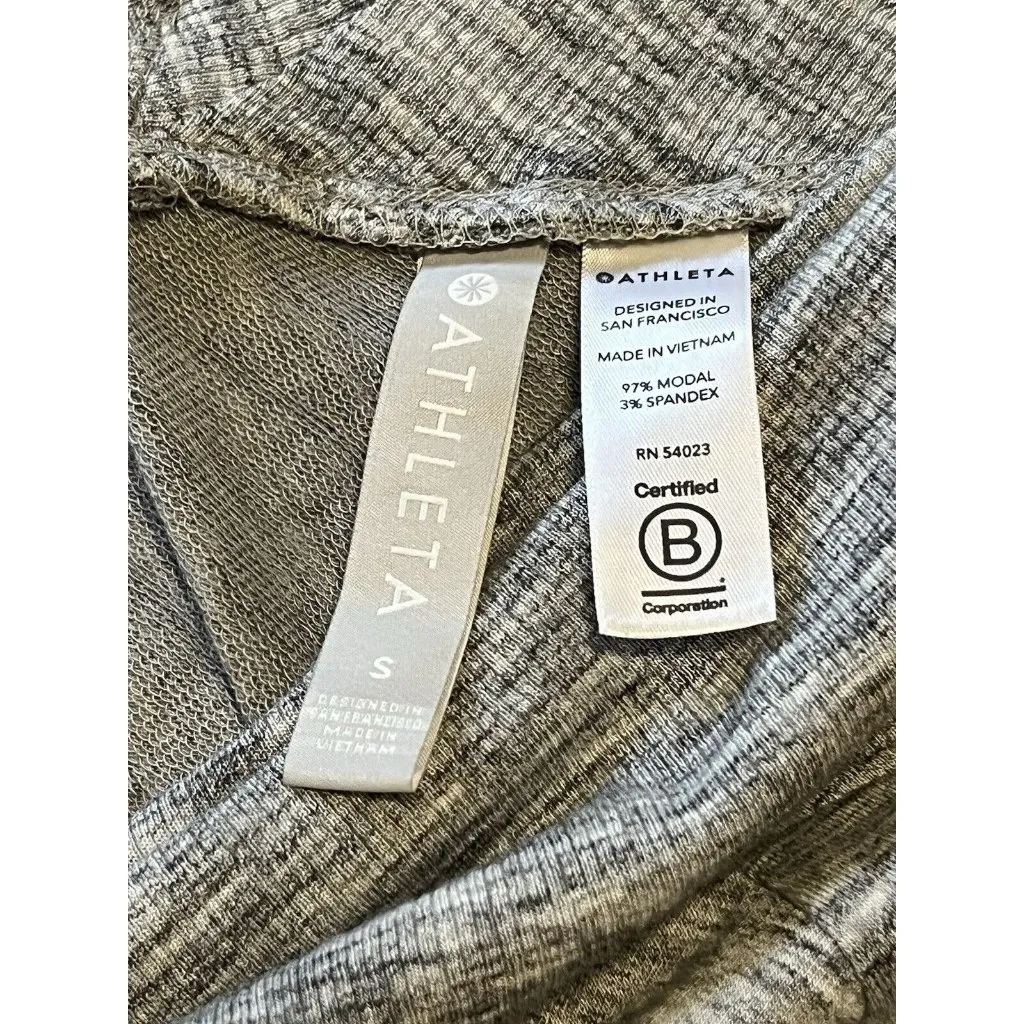 ATHLETA
S
DESIGNED IN
SAN FRANCISCO
MADE IN
VIETNAM
ATHLETA
DESIGNED IN
SAN FRANCISCO
MADE IN VIETNAM
97% MODAL
3% SPANDEX
RN 54023
Certified
B
Corporation